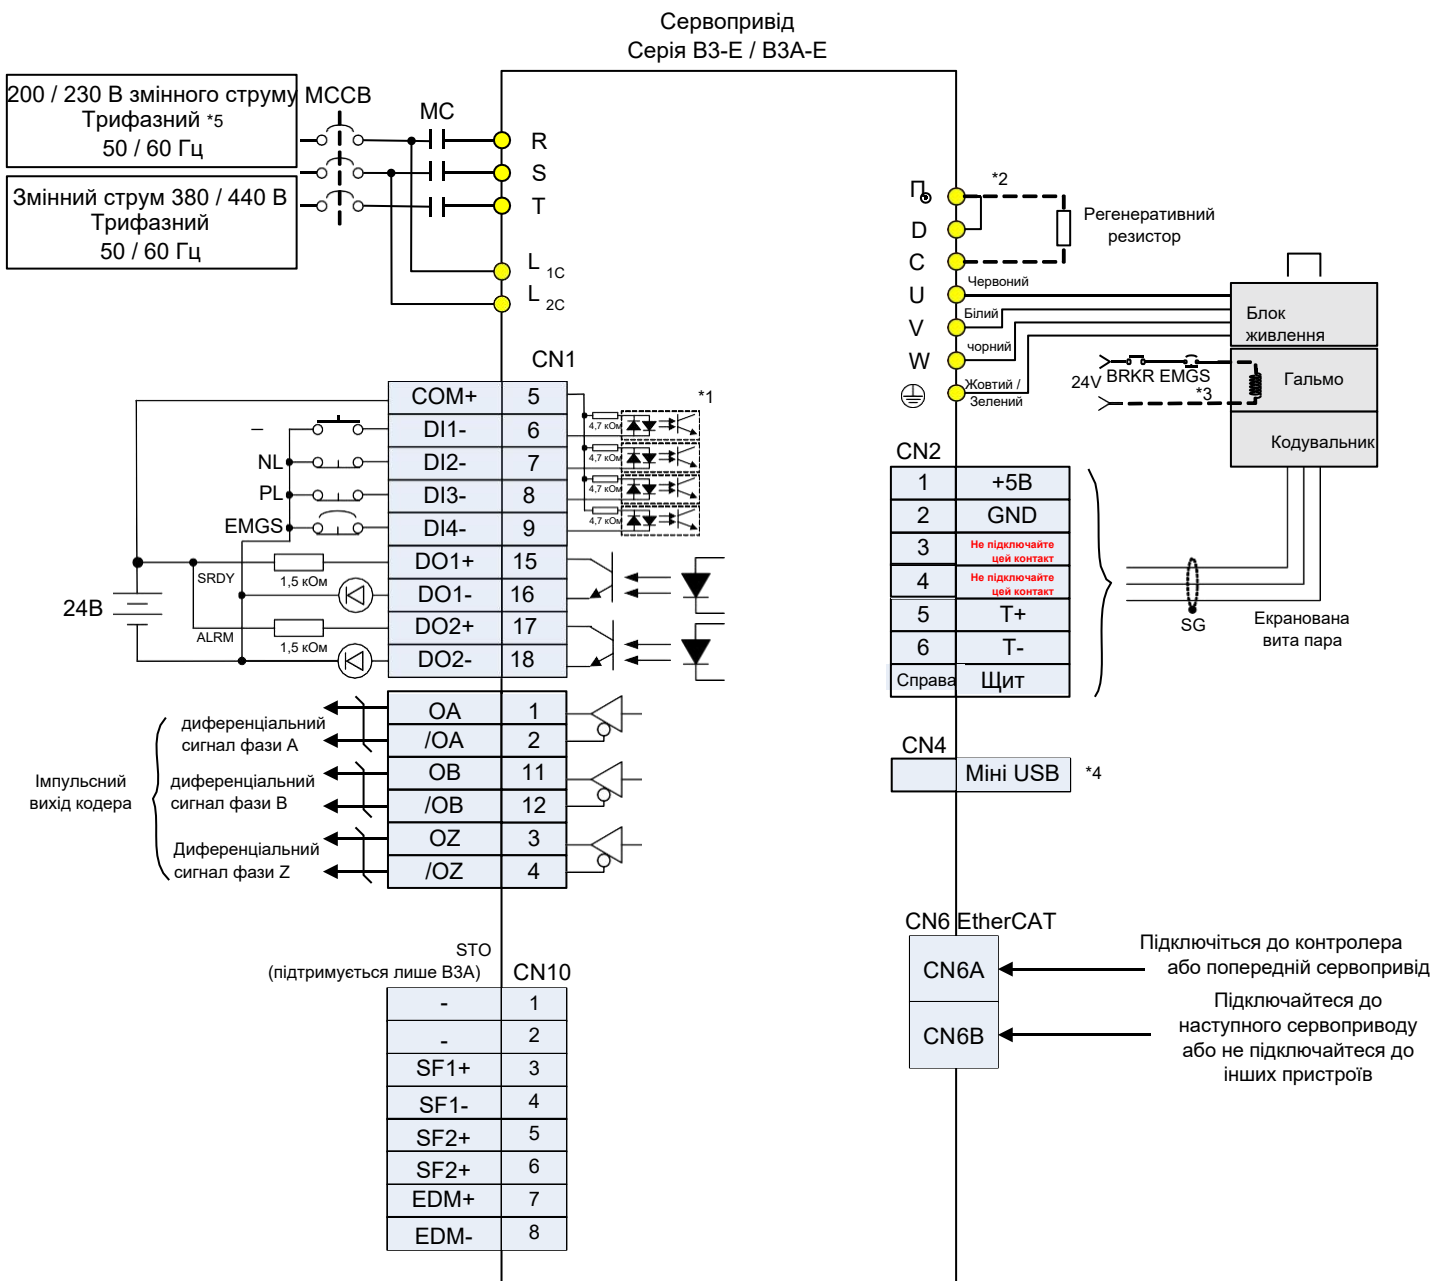 Сервопривід
Серія B3-E / B3A-E
200 / 230 В змінного струму
Трифазний *5
50 / 60 Гц
Змінний струм 380 / 440 В
Трифазний
50 / 60 Гц
MCCB
MC
R
S
T
L 1C
L 2C
CN1
COM+ 5
DI1- 6
DI2- 7
DI3- 8
DI4- 9
DO1+ 15
DO1- 16
DO2+ 17
DO2- 18
–
NL
PL
EMGS
SRDY
1,5 кОм
24В
ALRM
1,5 кОм
*1
4,7 кОм
4,7 кОм
4,7 кОм
4,7 кОм
OA 1
/OA 2
OB 11
/OB 12
OZ 3
/OZ 4
Імпульсний
вихід кодера
диференціальний
сигнал фази A
диференціальний
сигнал фази B
Диференціальний
сигнал фази Z
STO
(підтримується лише B3A)
CN10
- 1
- 2
SF1+ 3
SF1- 4
SF2+ 5
SF2+ 6
EDM+ 7
EDM- 8
П
*2
D
C
U
V
W
Регенеративний
резистор
Червоний
Білий
чорний
Жовтий /
Зелений
24V
BRKR EMGS
*3
Блок
живлення
Гальмо
Кодувальник
CN2
1 +5В
2 GND
3 Не підключайте
цей контакт
4 Не підключайте
цей контакт
5 T+
6 T-
Справа Щит
SG
Екранована
вита пара
CN4
Міні USB
*4
CN6 EtherCAT
CN6A
CN6B
Підключіться до контролера
або попередній сервопривід
Підключайтеся до
наступного сервоприводу
або не підключайтеся до
інших пристроїв